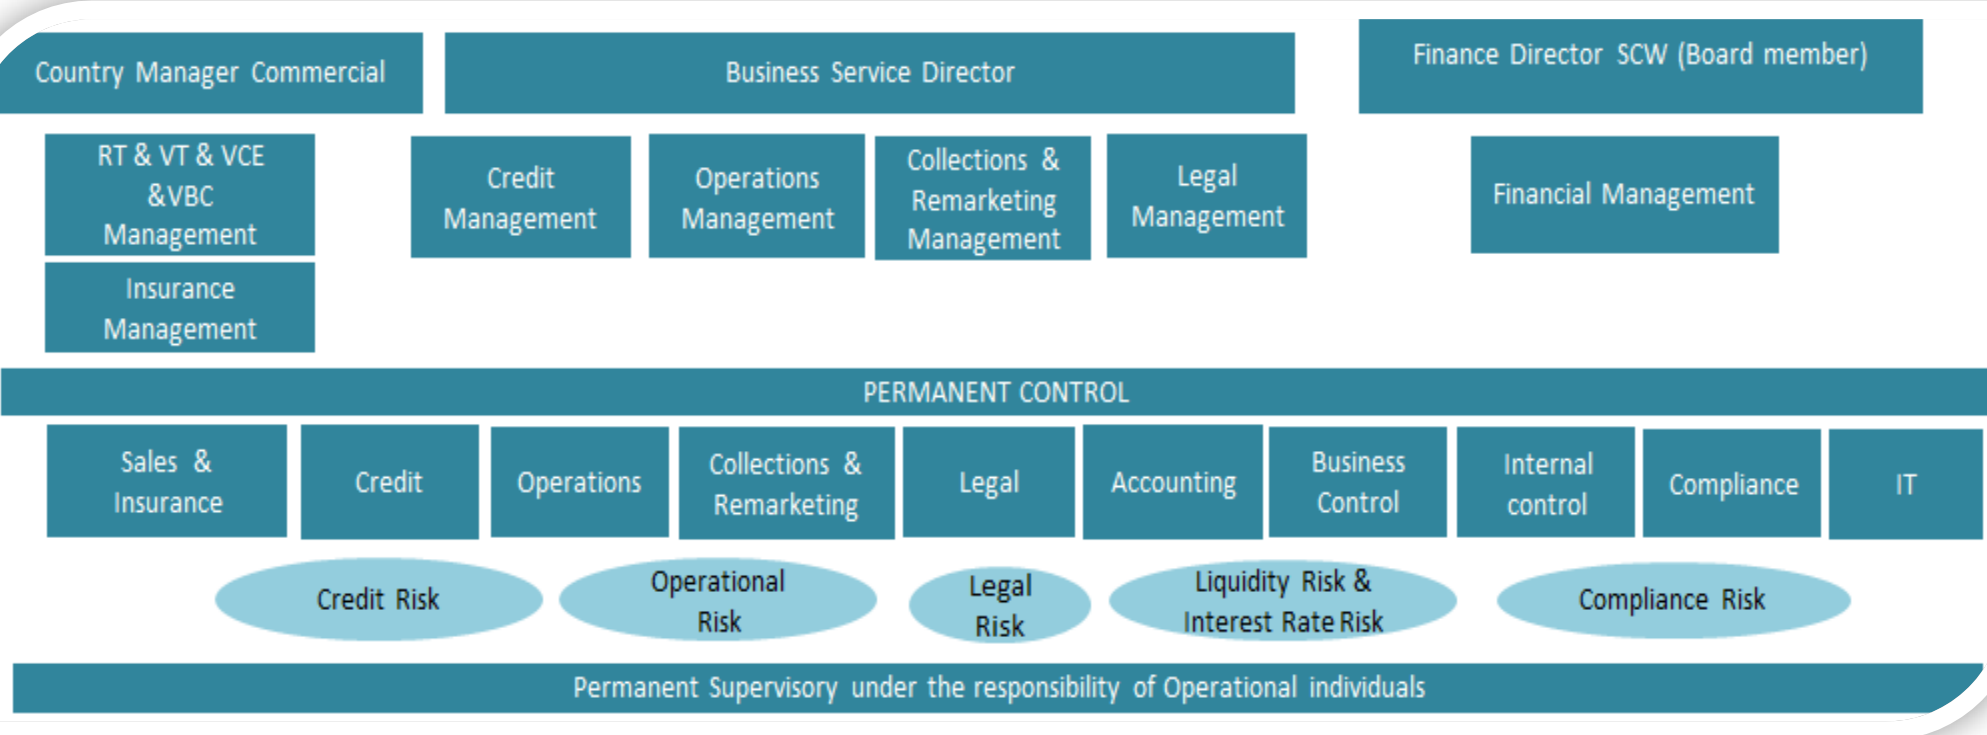 Country Manager Commercial
Business Service Director
Finance Director SCW (Board member)
RT & VT & VCE
&VBC
Management
Credit
Management
Operations
Management
Collections &
Remarketing
Management
Legal
Management
Financial Management
Insurance
Management
PERMANENT CONTROL
Sales &
Insurance
Credit
Operations
Collections &
Remarketing
Legal
Accounting
Business
Control
Internal
control
Compliance
IT
Credit Risk
Operational
Risk
Legal
Risk
Liquidity Risk &
Interest Rate Risk
Compliance Risk
Permanent Supervisory under the responsibility of Operational individuals